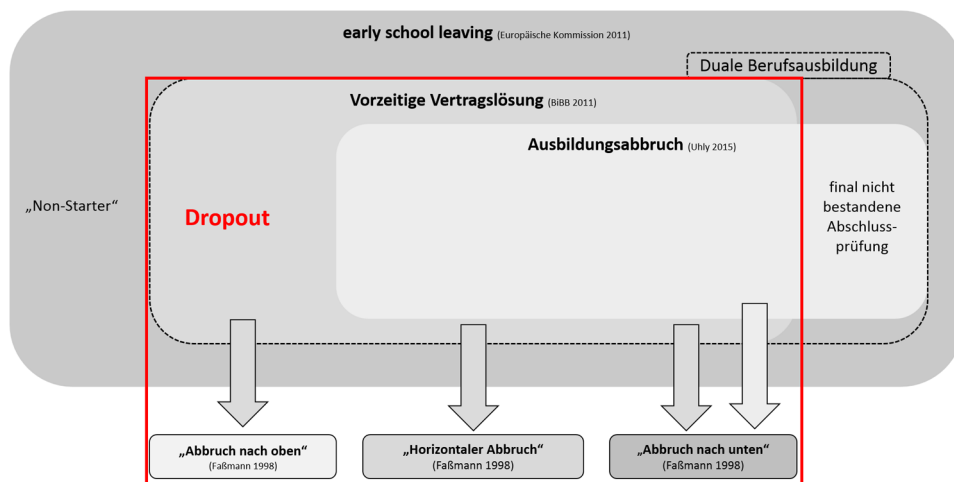 early school leaving (Europäische Kommission 2011)
Duale Berufsausbildung
Vorzeitige Vertragslösung (BiBB 2011)
Ausbildungsabbruch (Uhly 2015)
„Non-Starter“
Dropout
final nicht
bestandene
Abschluss-
prüfung
„Abbruch nach oben“
(Faßmann 1998)
„Horizontaler Abbruch“
(Faßmann 1998)
„Abbruch nach unten“
(Faßmann 1998)